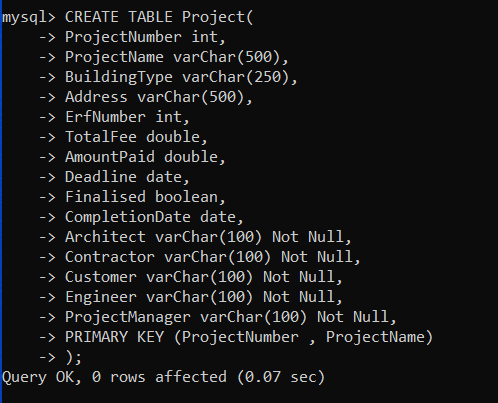 mysql> CREATE TABLE Project(
    -> ProjectNumber int,
    -> ProjectName varChar(500),
    -> BuildingType varChar(250),
    -> Address varChar(500),
    -> ErfNumber int,
    -> TotalFee double,
    -> AmountPaid double,
    -> Deadline date,
    -> Finalised boolean,
    -> CompletionDate date,
    -> Architect varChar(100) Not Null,
    -> Contractor varChar(100) Not Null,
    -> Customer varChar(100) Not Null,
    -> Engineer varChar(100) Not Null,
    -> ProjectManager varChar(100) Not Null,
    -> PRIMARY KEY (ProjectNumber , ProjectName)
    -> );
Query OK, 0 rows affected (0.07 sec)